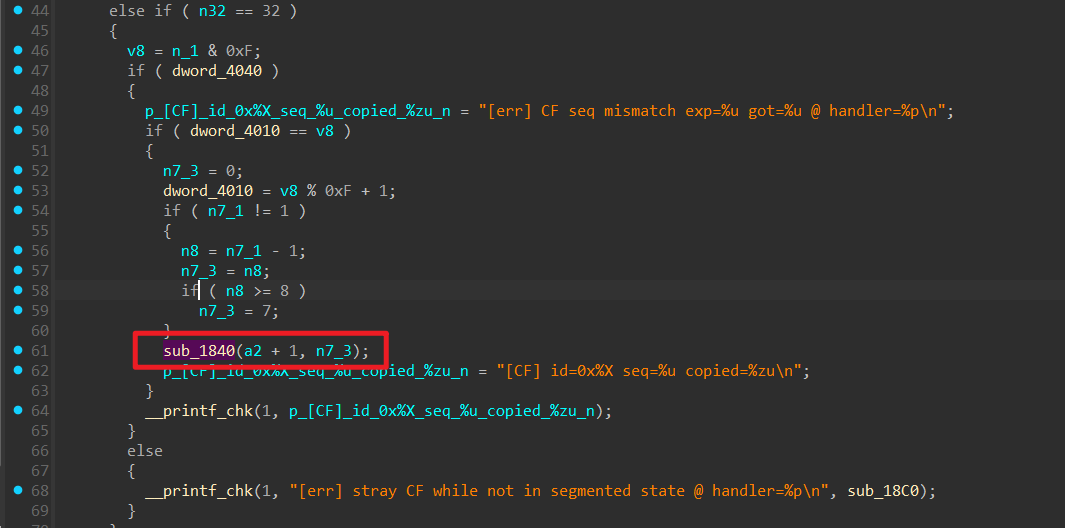 44 else if ( n32 == 32 )
45 {
46 v8 = n_1 & 0xF;
47 if ( dword_4040 )
48 {
49 p_[CF]_id_0x%X_seq_%u_copied_%zu_n = "[err] CF seq mismatch exp=%u got=%u @ handler=%p\n";
50 if ( dword_4010 == v8 )
51 {
52 n7_3 = 0;
53 dword_4010 = v8 % 0xF + 1;
54 if ( n7_1 != 1 )
55 {
56 n8 = n7_1 - 1;
57 n7_3 = n8;
58 if ( n8 >= 8 )
59 n7_3 = 7;
60 }
61 sub_1840(a2 + 1, n7_3);
62 p_[CF]_id_0x%X_seq_%u_copied_%zu_n = "[CF] id=0x%X seq=%u copied=%zu\n";
63 }
64 __printf_chk(1, p_[CF]_id_0x%X_seq_%u_copied_%zu_n);
65 }
66 else
67 {
68 __printf_chk(1, "[err] stray CF while not in segmented state @ handler=%p\n", sub_18C0);
69 }